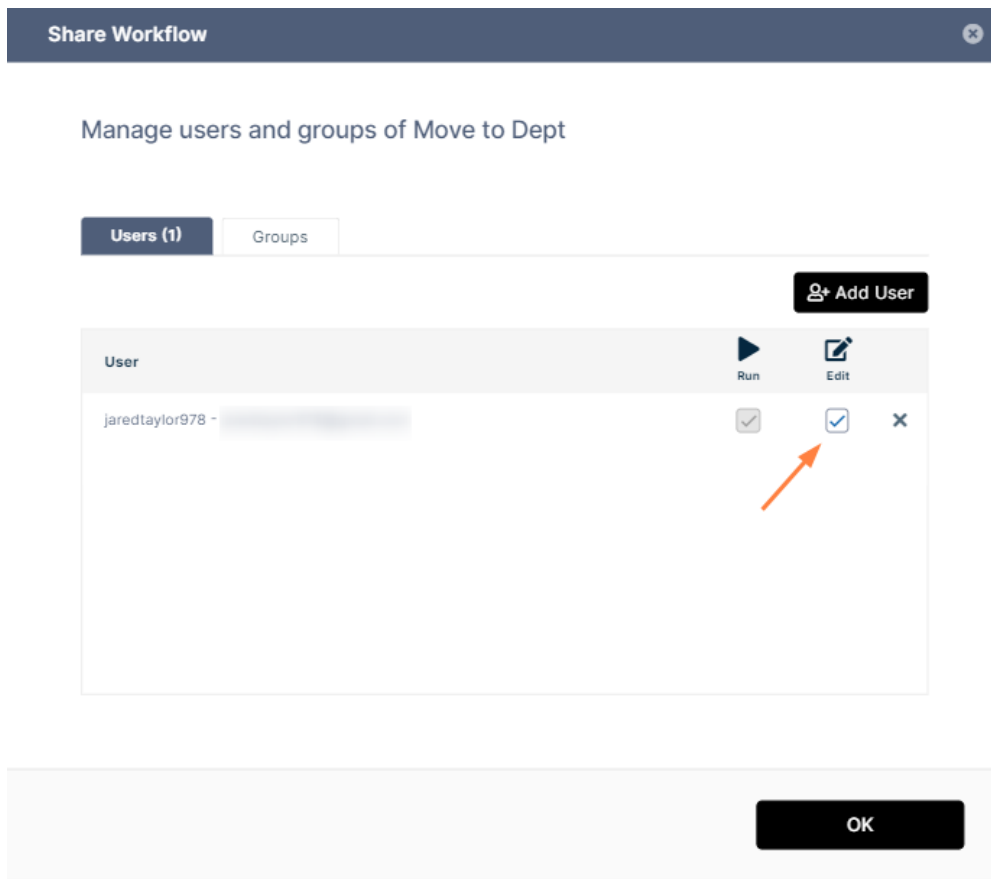 Share Workflow
Manage users and groups of Move to Dept
Users (1) Groups
Add User
User Run Edit
jaredtaylor978 -
OK